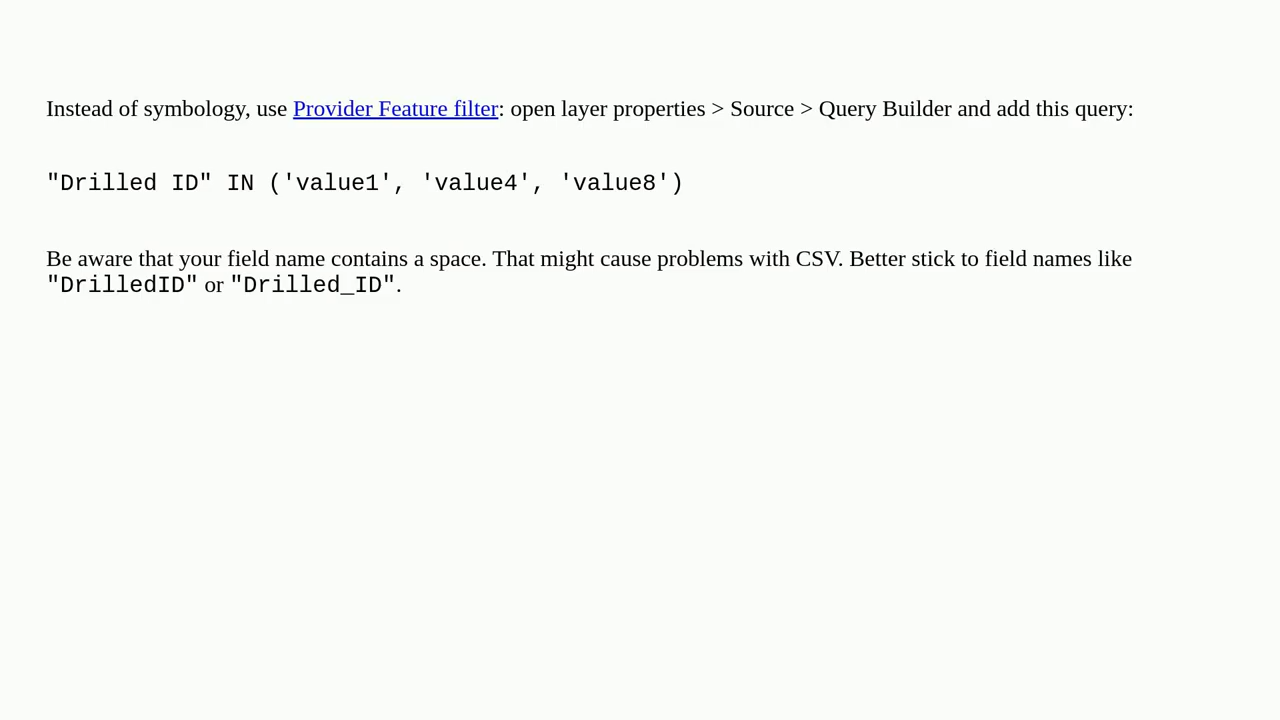 Instead of symbology, use Provider Feature filter: open layer properties > Source > Query Builder and add this query:
"Drilled ID" IN ('value1', 'value4', 'value8')
Be aware that your field name contains a space. That might cause problems with CSV. Better stick to field names like
"DrilledID" or "Drilled_ID".